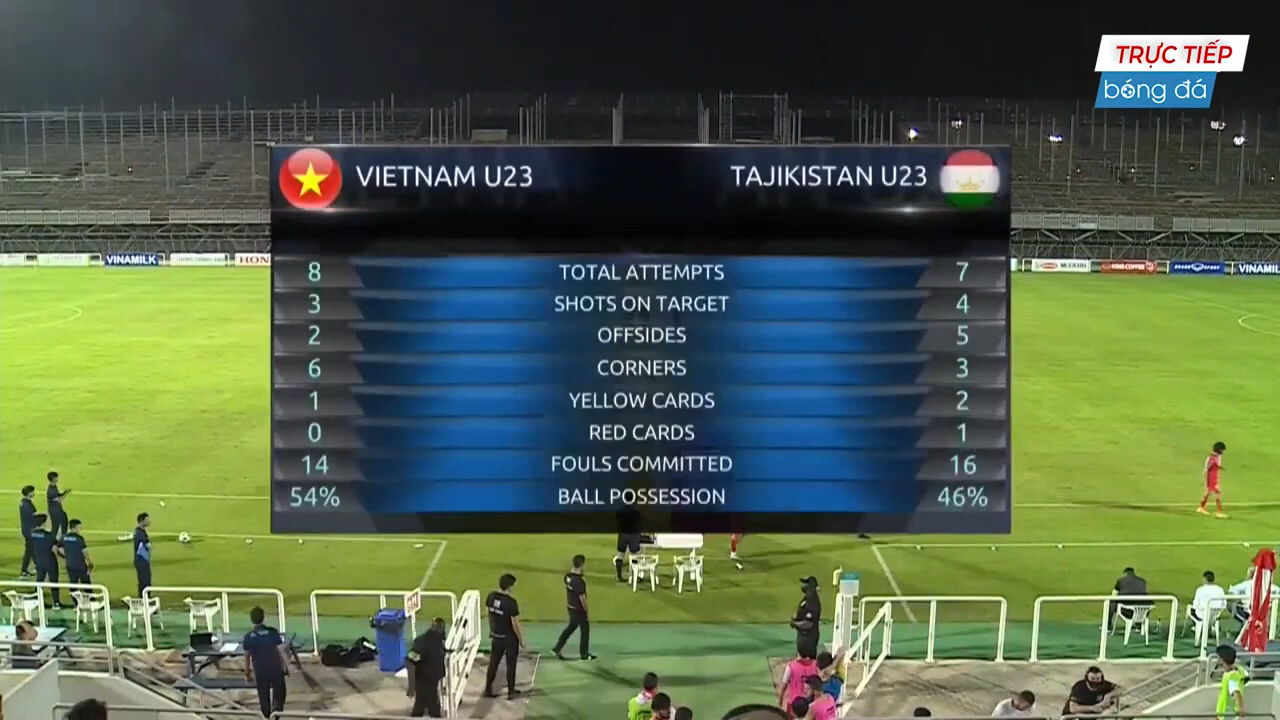 TRỰC TIẾP
bóng đá
VIETNAM U23 TAJIKISTAN U23
8 TOTAL ATTEMPTS 7
3 SHOTS ON TARGET 4
2 OFFSIDES 5
6 CORNERS 3
1 YELLOW CARDS 2
0 RED CARDS 1
14 FOULS COMMITTED 16
54% BALL POSSESSION 46%
VINAMILK
HON
VINAMIL